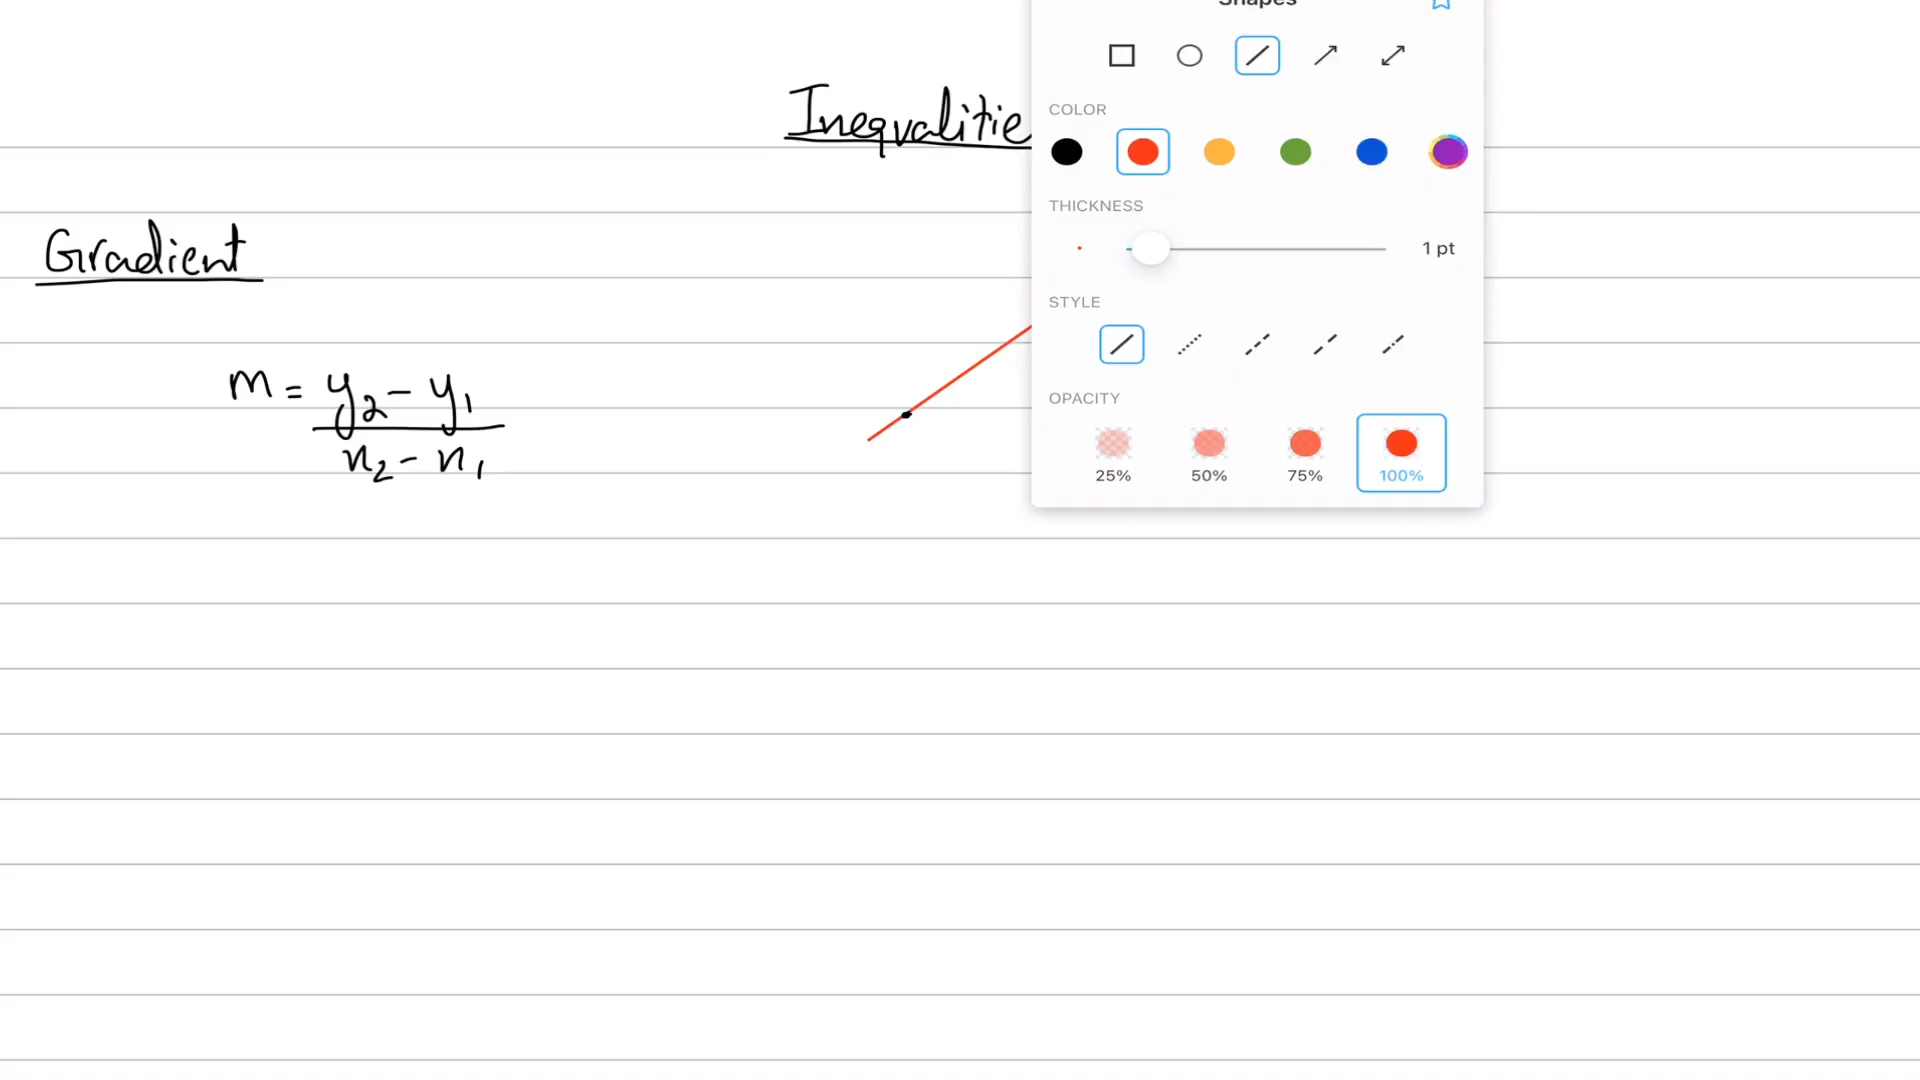 Shapes
Inequalitie
COLOR
THICKNESS
1 pt
Gradient
STYLE
m = y₂ - y₁
x₂ - x₁
OPACITY
25% 50% 75% 100%